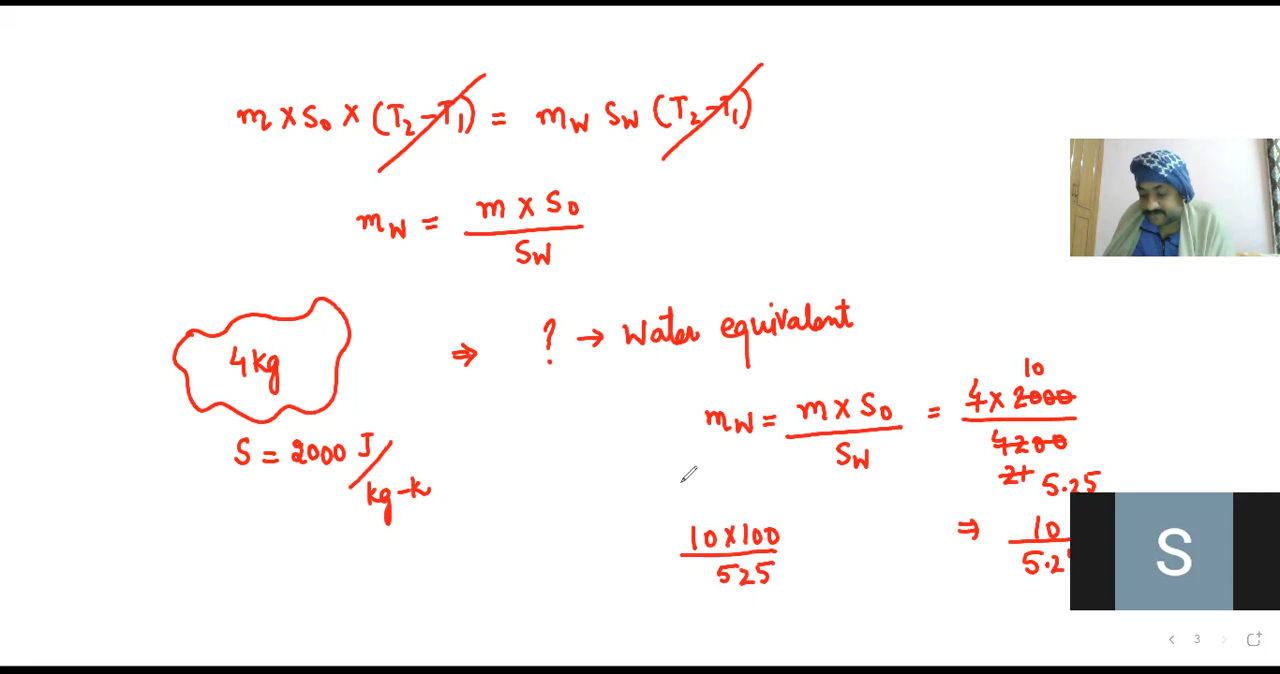 m × S₀ × (T₂ – T₁) = m_W S_W (T₂ – T₁)
m_W = m × S₀ / S_W
4kg ⇒ ? → Water equivalent
S = 2000 J/kg-K
m_W = m × S₀ / S_W = 4 × 2000 / 4200
10
21 5.25
10×100 / 525
⇒ 10 / 5.2
S
3